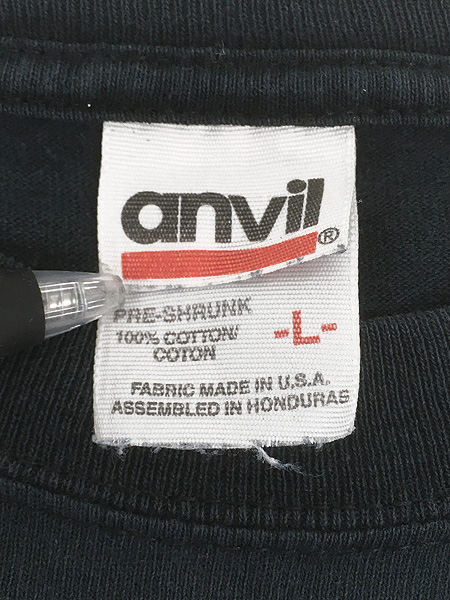 anvil®
PRE-SHRUNK
100% COTTON/
COTON
-L-
FABRIC MADE IN U.S.A.
ASSEMBLED IN HONDURAS